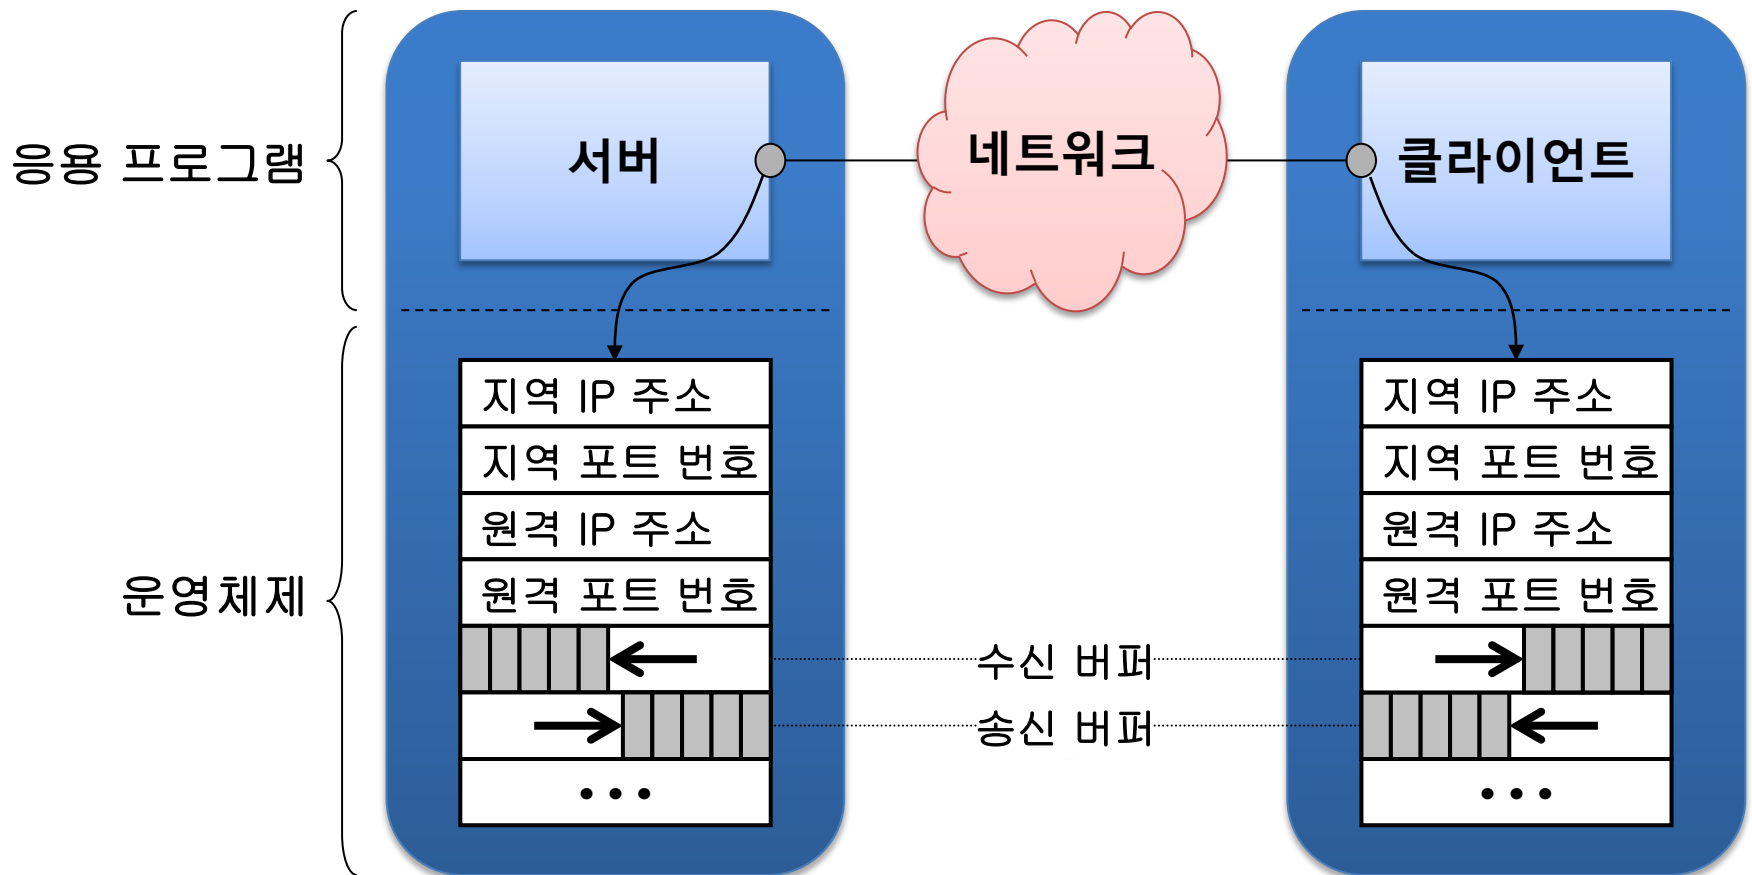 응용 프로그램
서버
네트워크
클라이언트
운영체제
지역 IP 주소
지역 포트 번호
원격 IP 주소
원격 포트 번호
• • •
수신 버퍼
송신 버퍼
지역 IP 주소
지역 포트 번호
원격 IP 주소
원격 포트 번호
• • •